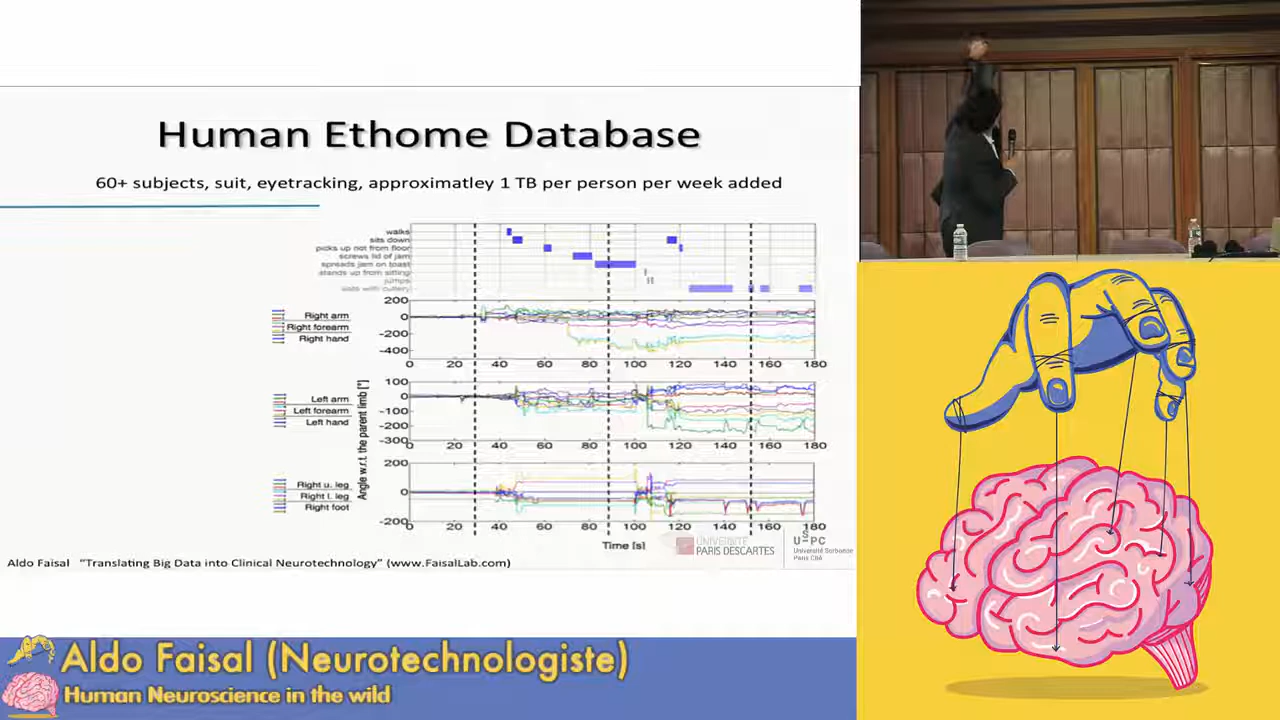 Human Ethome Database
60+ subjects, suit, eyetracking, approximatley 1 TB per person per week added
walks
sits down
picks up nut from floor
screws lid of jam
spreads jam on toast
stands up from sitting
jumps
eats with cutlery
200
0
-200
-400
Right arm
Right forearm
Right hand
0 20 40 60 80 100 120 140 160 180
100
0
-100
-200
-300
Left arm
Left forearm
Left hand
0 20 40 60 80 100 120 140 160 180
200
0
-200
Right u. leg
Right l. leg
Right foot
0 20 40 60 80 100 120 140 160 180
Angle w.r.t. the parent limb [°]
Time [s]
UNIVERSITÉ
PARIS DESCARTES
USPC
Université Sorbonne
Paris Cité
Aldo Faisal "Translating Big Data into Clinical Neurotechnology" (www.FaisalLab.com)
Aldo Faisal (Neurotechnologiste)
Human Neuroscience in the wild